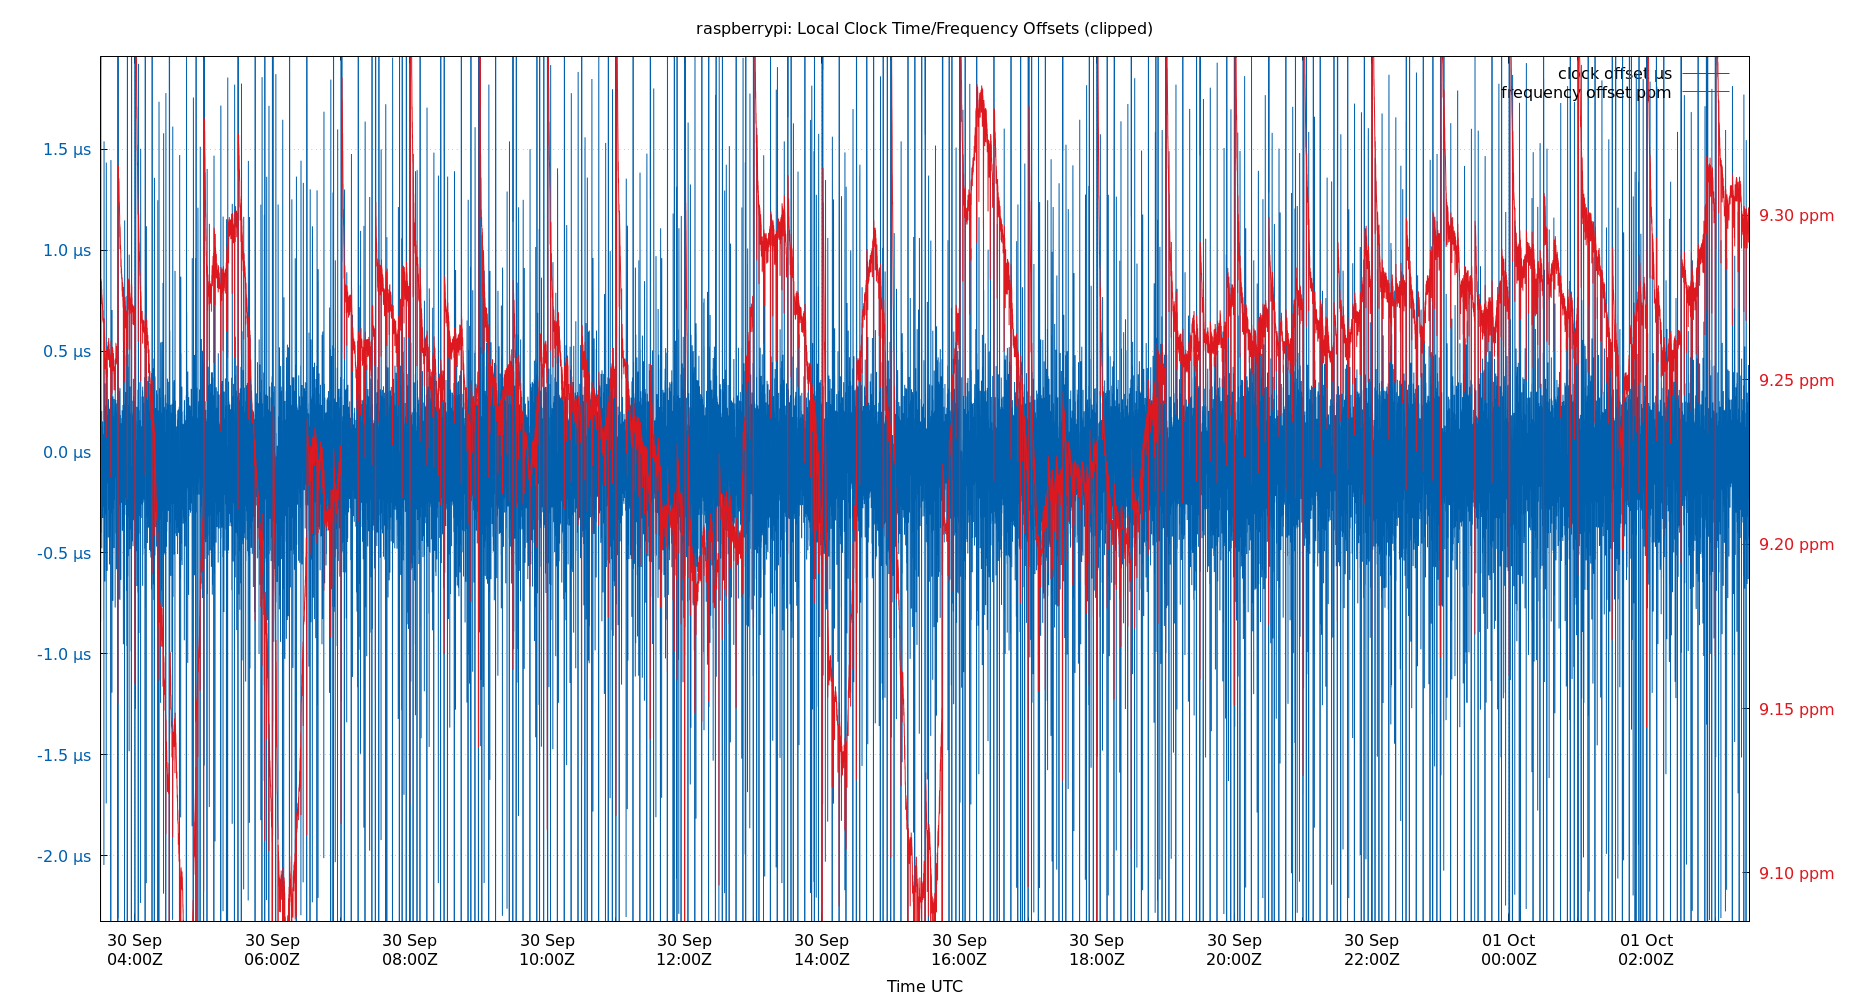 raspberrypi: Local Clock Time/Frequency Offsets (clipped)
clock offset µs
frequency offset ppm
1.5 µs
1.0 µs
0.5 µs
0.0 µs
-0.5 µs
-1.0 µs
-1.5 µs
-2.0 µs
9.30 ppm
9.25 ppm
9.20 ppm
9.15 ppm
9.10 ppm
30 Sep 30 Sep 30 Sep 30 Sep 30 Sep 30 Sep 30 Sep 30 Sep 30 Sep 30 Sep 01 Oct 01 Oct
04:00Z 06:00Z 08:00Z 10:00Z 12:00Z 14:00Z 16:00Z 18:00Z 20:00Z 22:00Z 00:00Z 02:00Z
Time UTC